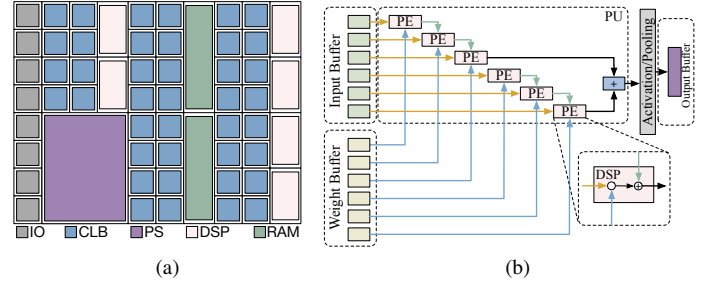 IO CLB PS DSP RAM
(a)
PU
Input Buffer
PE
PE
PE
PE
PE
PE
+
Activation/Pooling
Output Buffer
Weight Buffer
DSP
(b)